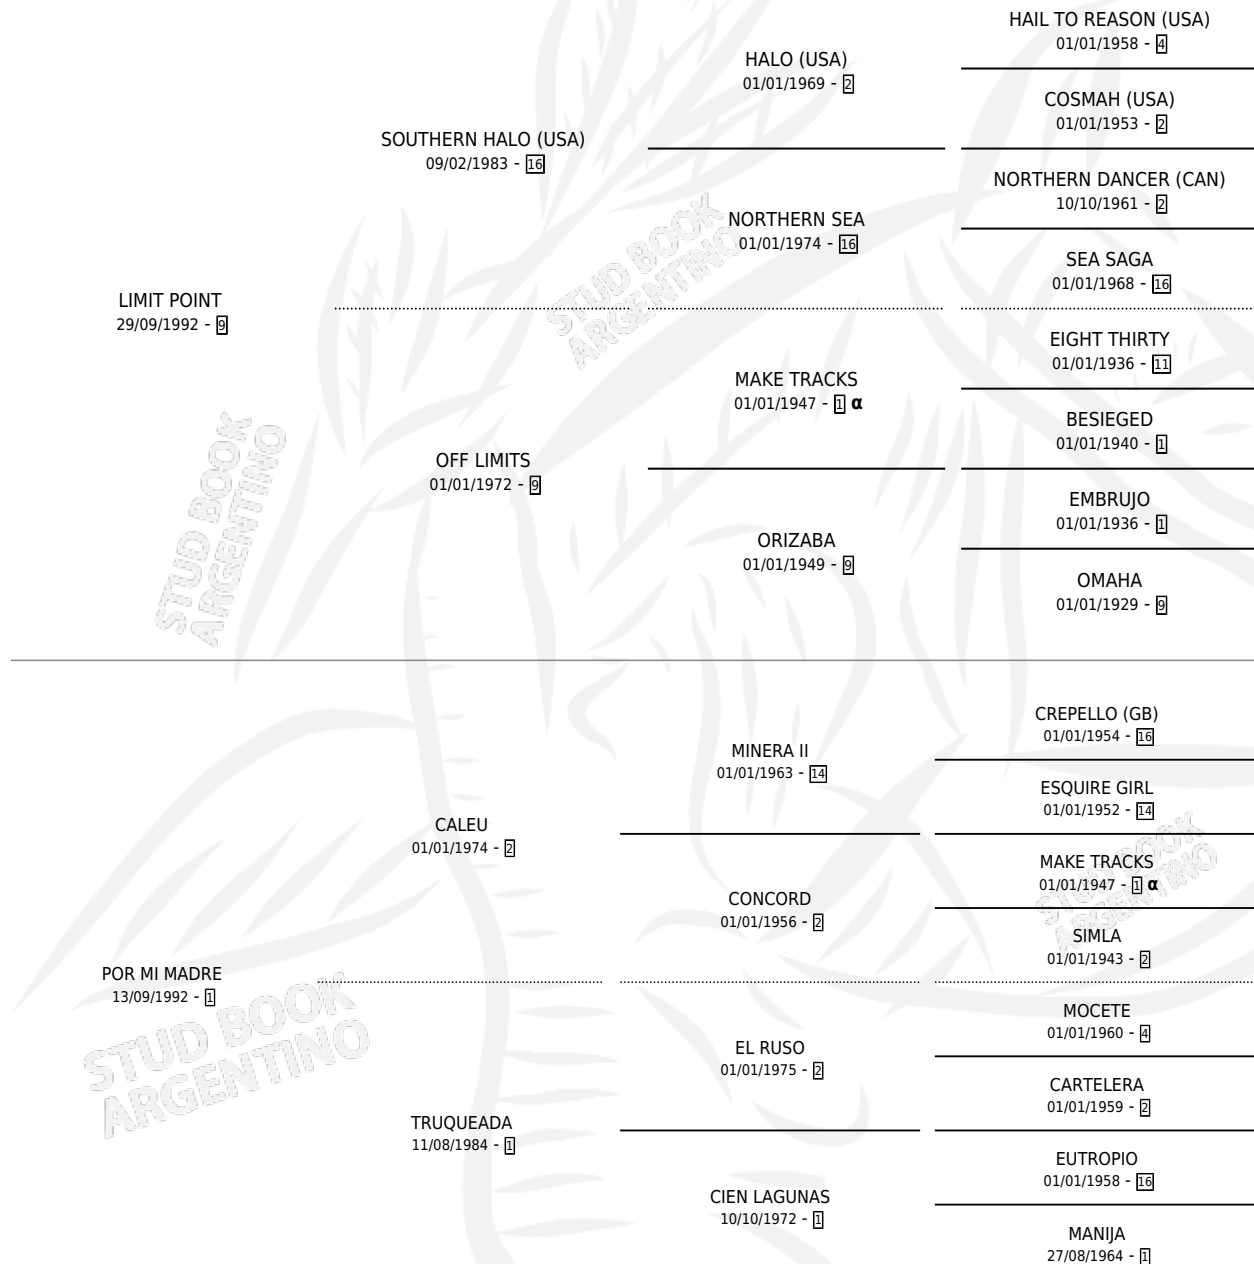 HAIL TO REASON (USA)
01/01/1958 - 4
HALO (USA)
01/01/1969 - 2
COSMAH (USA)
01/01/1953 - 2
SOUTHERN HALO (USA)
09/02/1983 - 16
NORTHERN DANCER (CAN)
10/10/1961 - 2
NORTHERN SEA
01/01/1974 - 16
SEA SAGA
01/01/1968 - 16
STUD BOOK
ARGENTINO
LIMIT POINT
29/09/1992 - 9
EIGHT THIRTY
01/01/1936 - 11
MAKE TRACKS
01/01/1947 - 1 α
BESIEGED
01/01/1940 - 1
OFF LIMITS
01/01/1972 - 9
EMBRUJO
01/01/1936 - 1
ORIZABA
01/01/1949 - 9
OMAHA
01/01/1929 - 9
STUD BOOK
ARGENTINO
CREPELLO (GB)
01/01/1954 - 16
MINERA II
01/01/1963 - 14
ESQUIRE GIRL
01/01/1952 - 14
CALEU
01/01/1974 - 2
MAKE TRACKS
01/01/1947 - 1 α
CONCORD
01/01/1956 - 2
SIMLA
01/01/1943 - 2
STUD BOOK
ARGENTINO
POR MI MADRE
13/09/1992 - 1
MOCETE
01/01/1960 - 4
EL RUSO
01/01/1975 - 2
CARTELERA
01/01/1959 - 2
STUD BOOK
ARGENTINO
TRUQUEADA
11/08/1984 - 1
EUTROPIO
01/01/1958 - 16
CIEN LAGUNAS
10/10/1972 - 1
MANIJA
27/08/1964 - 1